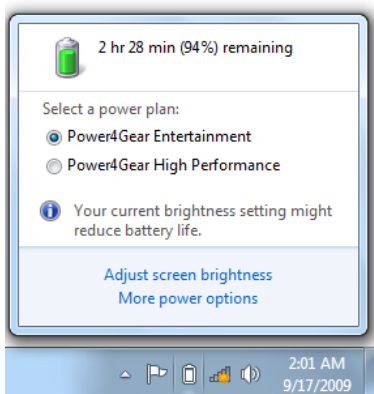 2 hr 28 min (94%) remaining
Select a power plan:
Power4Gear Entertainment
Power4Gear High Performance
Your current brightness setting might
reduce battery life.
Adjust screen brightness
More power options
2:01 AM
9/17/2009